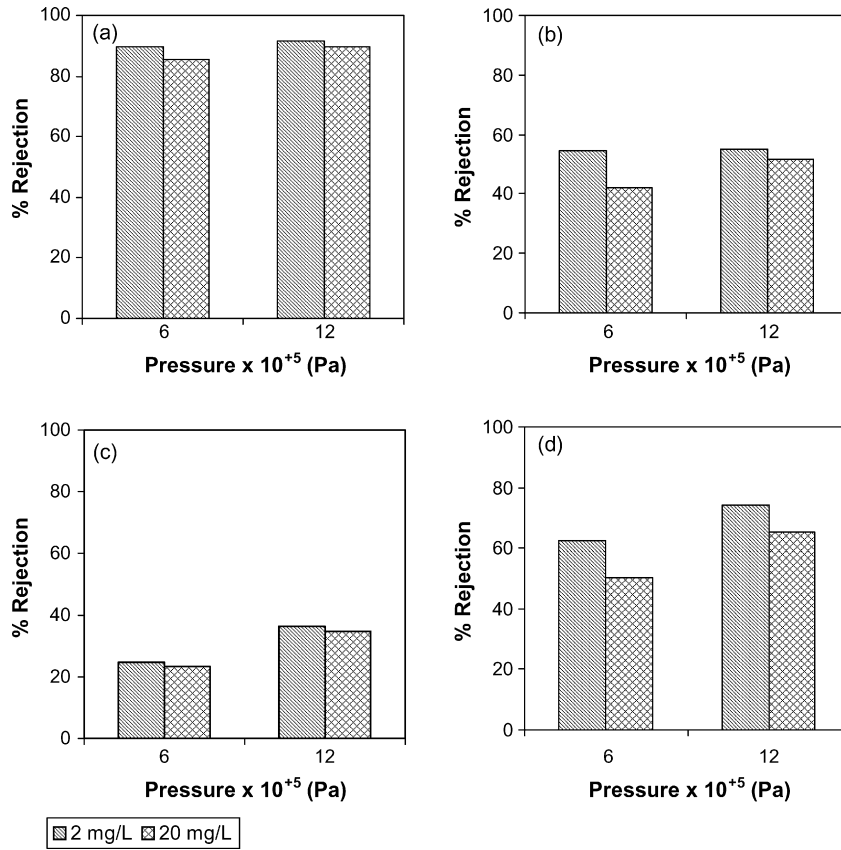 (a)
100
80
60
40
20
0
% Rejection
6 12
Pressure x 10⁺⁵ (Pa)
(b)
100
80
60
40
20
0
% Rejection
6 12
Pressure x 10⁺⁵ (Pa)
(c)
100
80
60
40
20
0
% Rejection
6 12
Pressure x 10⁺⁵ (Pa)
(d)
100
80
60
40
20
0
% Rejection
6 12
Pressure x 10⁺⁵ (Pa)
2 mg/L 20 mg/L